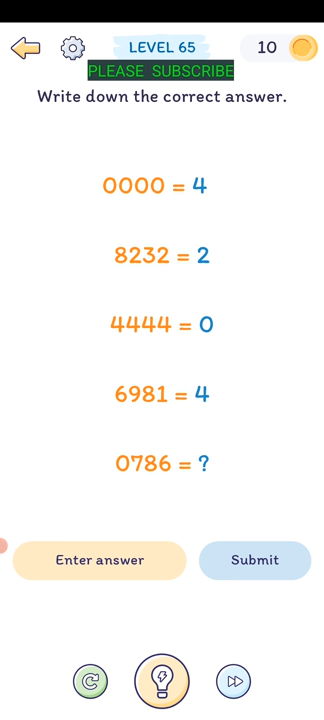 LEVEL 65
10
PLEASE SUBSCRIBE
Write down the correct answer.
0000 = 4
8232 = 2
4444 = 0
6981 = 4
0786 = ?
Enter answer
Submit